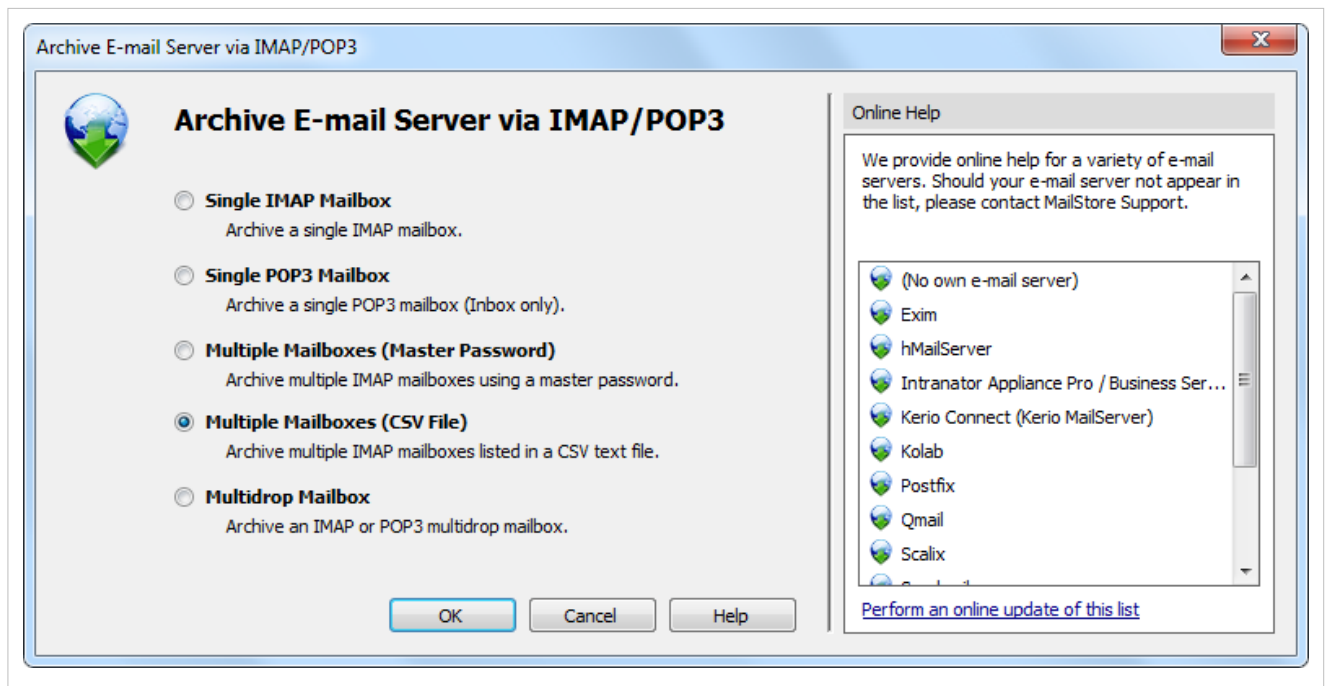 Archive E-mail Server via IMAP/POP3
Archive E-mail Server via IMAP/POP3
Single IMAP Mailbox
Archive a single IMAP mailbox.
Single POP3 Mailbox
Archive a single POP3 mailbox (Inbox only).
Multiple Mailboxes (Master Password)
Archive multiple IMAP mailboxes using a master password.
Multiple Mailboxes (CSV File)
Archive multiple IMAP mailboxes listed in a CSV text file.
Multidrop Mailbox
Archive an IMAP or POP3 multidrop mailbox.
OK
Cancel
Help
Online Help
We provide online help for a variety of e-mail
servers. Should your e-mail server not appear in
the list, please contact MailStore Support.
(No own e-mail server)
Exim
hMailServer
Intranator Appliance Pro / Business Ser...
Kerio Connect (Kerio MailServer)
Kolab
Postfix
Qmail
Scalix
Perform an online update of this list